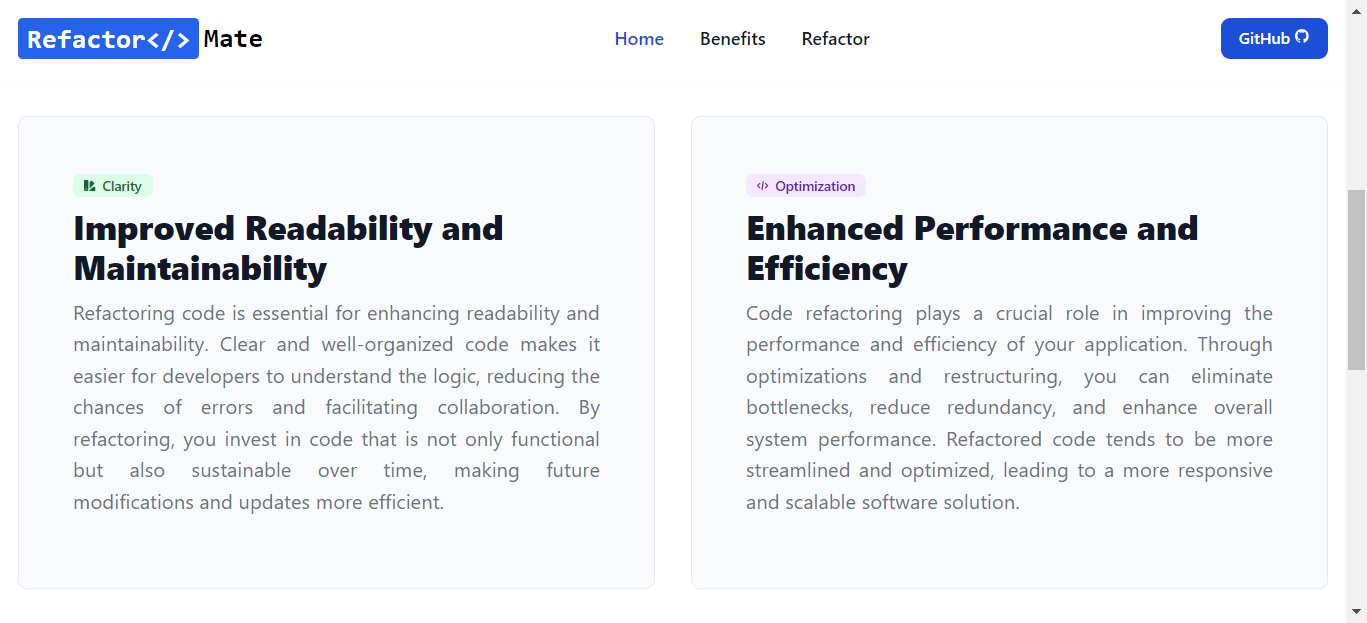 Refactor</> Mate Home Benefits Refactor GitHub
Clarity
Improved Readability and
Maintainability
Refactoring code is essential for enhancing readability and
maintainability. Clear and well-organized code makes it
easier for developers to understand the logic, reducing the
chances of errors and facilitating collaboration. By
refactoring, you invest in code that is not only functional
but also sustainable over time, making future
modifications and updates more efficient.
</> Optimization
Enhanced Performance and
Efficiency
Code refactoring plays a crucial role in improving the
performance and efficiency of your application. Through
optimizations and restructuring, you can eliminate
bottlenecks, reduce redundancy, and enhance overall
system performance. Refactored code tends to be more
streamlined and optimized, leading to a more responsive
and scalable software solution.